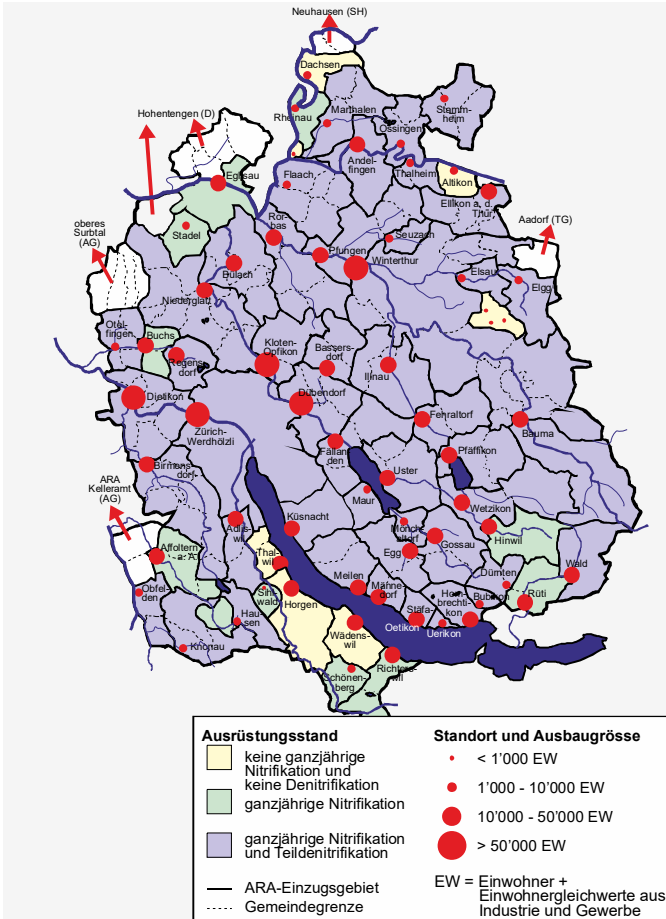 Neuhausen (SH)
Dachsen
Hohentengen (D)
Rheinau
Marthalen
Stamm-
heim
Ossingen
Eglisau
Flaach
Andel-
fingen
Thalheim
Altikon
Ellikon a. d.
Thur
oberes
Surbtal
(AG)
Stadel
Ror-
bas
Seuzach
Aadorf (TG)
Pfungen
Winterthur
Bülach
Elsau
Elgg
Niederglatt
Otel-
fingen
Buchs
Kloten-
Opfikon
Bassers-
dorf
Regens-
dorf
Illnau
Dietikon
Dübendorf
Zürich-
Werdhölzli
Fehraltorf
Bauma
Fällan-
den
Pfäffikon
Birmens-
dorf
Uster
ARA
Kelleramt
(AG)
Maur
Wetzikon
Adlis-
wil
Küsnacht
Mönch-
altorf
Hinwil
Affoltern
a. A.
Thal-
wil
Egg
Gossau
Dürnten
Wald
Obfel-
den
Sihl-
wald
Horgen
Meilen
Männe-
dorf
Hom-
brechti-
kon
Bubikon
Rüti
Hau-
sen
Stäfa-
Oetikon
Uerikon
Wädens-
wil
Knonau
Schönen-
berg
Richters-
wil
Ausrüstungsstand
keine ganzjährige
Nitrifikation und
keine Denitrifikation
ganzjährige Nitrifikation
ganzjährige Nitrifikation
und Teildenitrifikation
ARA-Einzugsgebiet
Gemeindegrenze
Standort und Ausbaugrösse
< 1'000 EW
1'000 - 10'000 EW
10'000 - 50'000 EW
> 50'000 EW
EW = Einwohner +
Einwohnergleichwerte aus
Industrie und Gewerbe